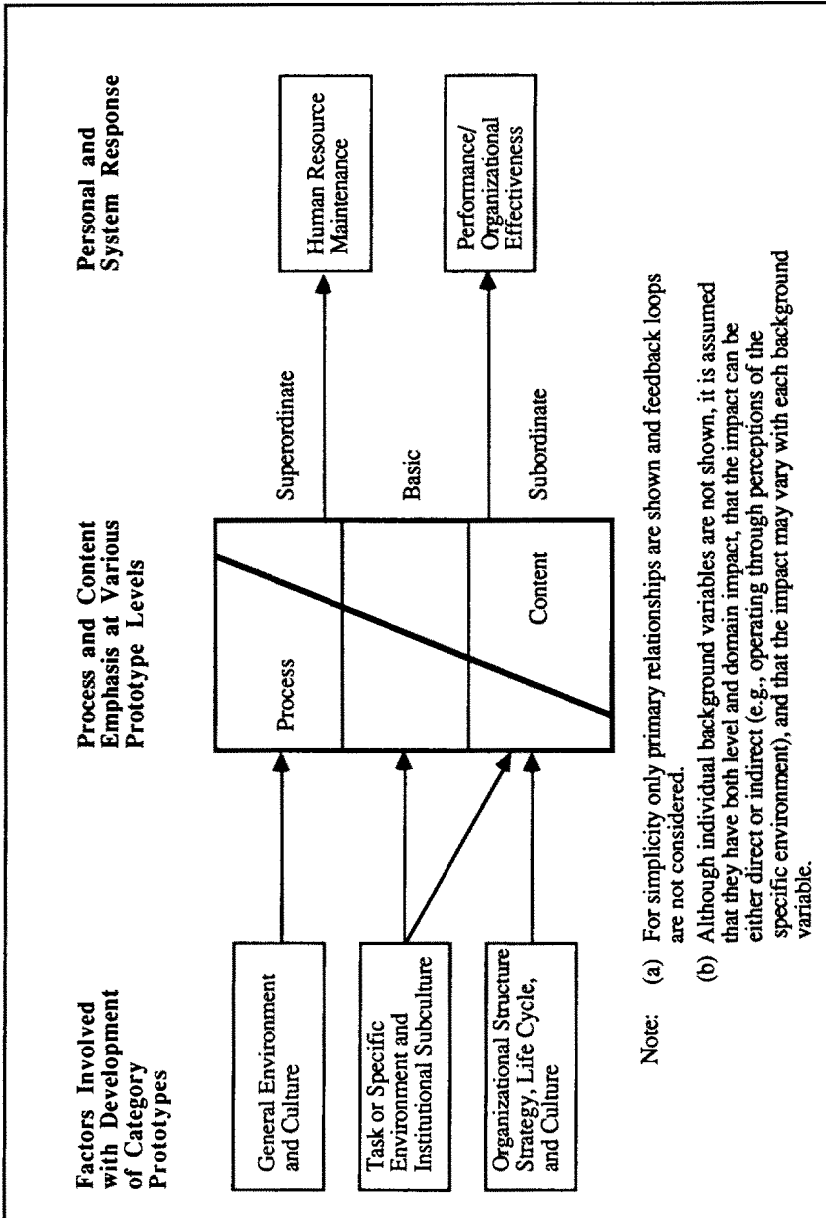 Factors Involved
with Development
of Category
Prototypes
Process and Content
Emphasis at Various
Prototype Levels
Personal and
System Response
General Environment
and Culture
Task or Specific
Environment and
Institutional Subculture
Organizational Structure
Strategy, Life Cycle,
and Culture
Process
Content
Superordinate
Basic
Subordinate
Human Resource
Maintenance
Performance/
Organizational
Effectiveness
Note: (a) For simplicity only primary relationships are shown and feedback loops
are not considered.
(b) Although individual background variables are not shown, it is assumed
that they have both level and domain impact, that the impact can be
either direct or indirect (e.g., operating through perceptions of the
specific environment), and that the impact may vary with each background
variable.